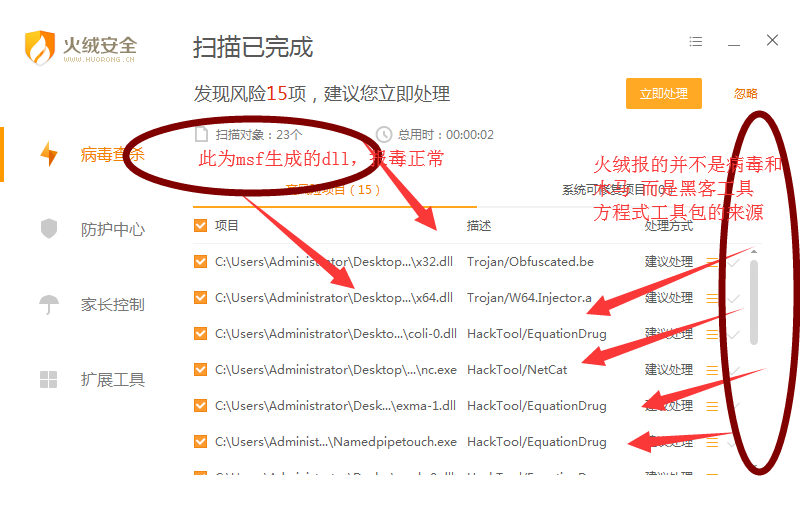 火绒安全
WWW.HUORONG.CN
扫描已完成
发现风险15项，建议您立即处理
立即处理
忽略
扫描对象：23个
总用时：00:00:02
此为msf生成的dll，报毒正常
火绒报的并不是病毒和
而是黑客工具
方程式工具包的来源
风险项目（15）
系统可修复项目
项目
描述
处理方式
C:\Users\Administrator\Desktop...\x32.dll
Trojan/Obfuscated.be
建议处理
C:\Users\Administrator\Desktop...\x64.dll
Trojan/W64.Injector.a
建议处理
C:\Users\Administrator\Deskto...\coli-0.dll
HackTool/EquationDrug
建议处理
C:\Users\Administrator\Desktop\...\nc.exe
HackTool/NetCat
建议处理
C:\Users\Administrator\Desk...\exma-1.dll
HackTool/EquationDrug
建议处理
C:\Users\Administ...\Namedpipetouch.exe
HackTool/EquationDrug
建议处理
病毒查杀
防护中心
家长控制
扩展工具